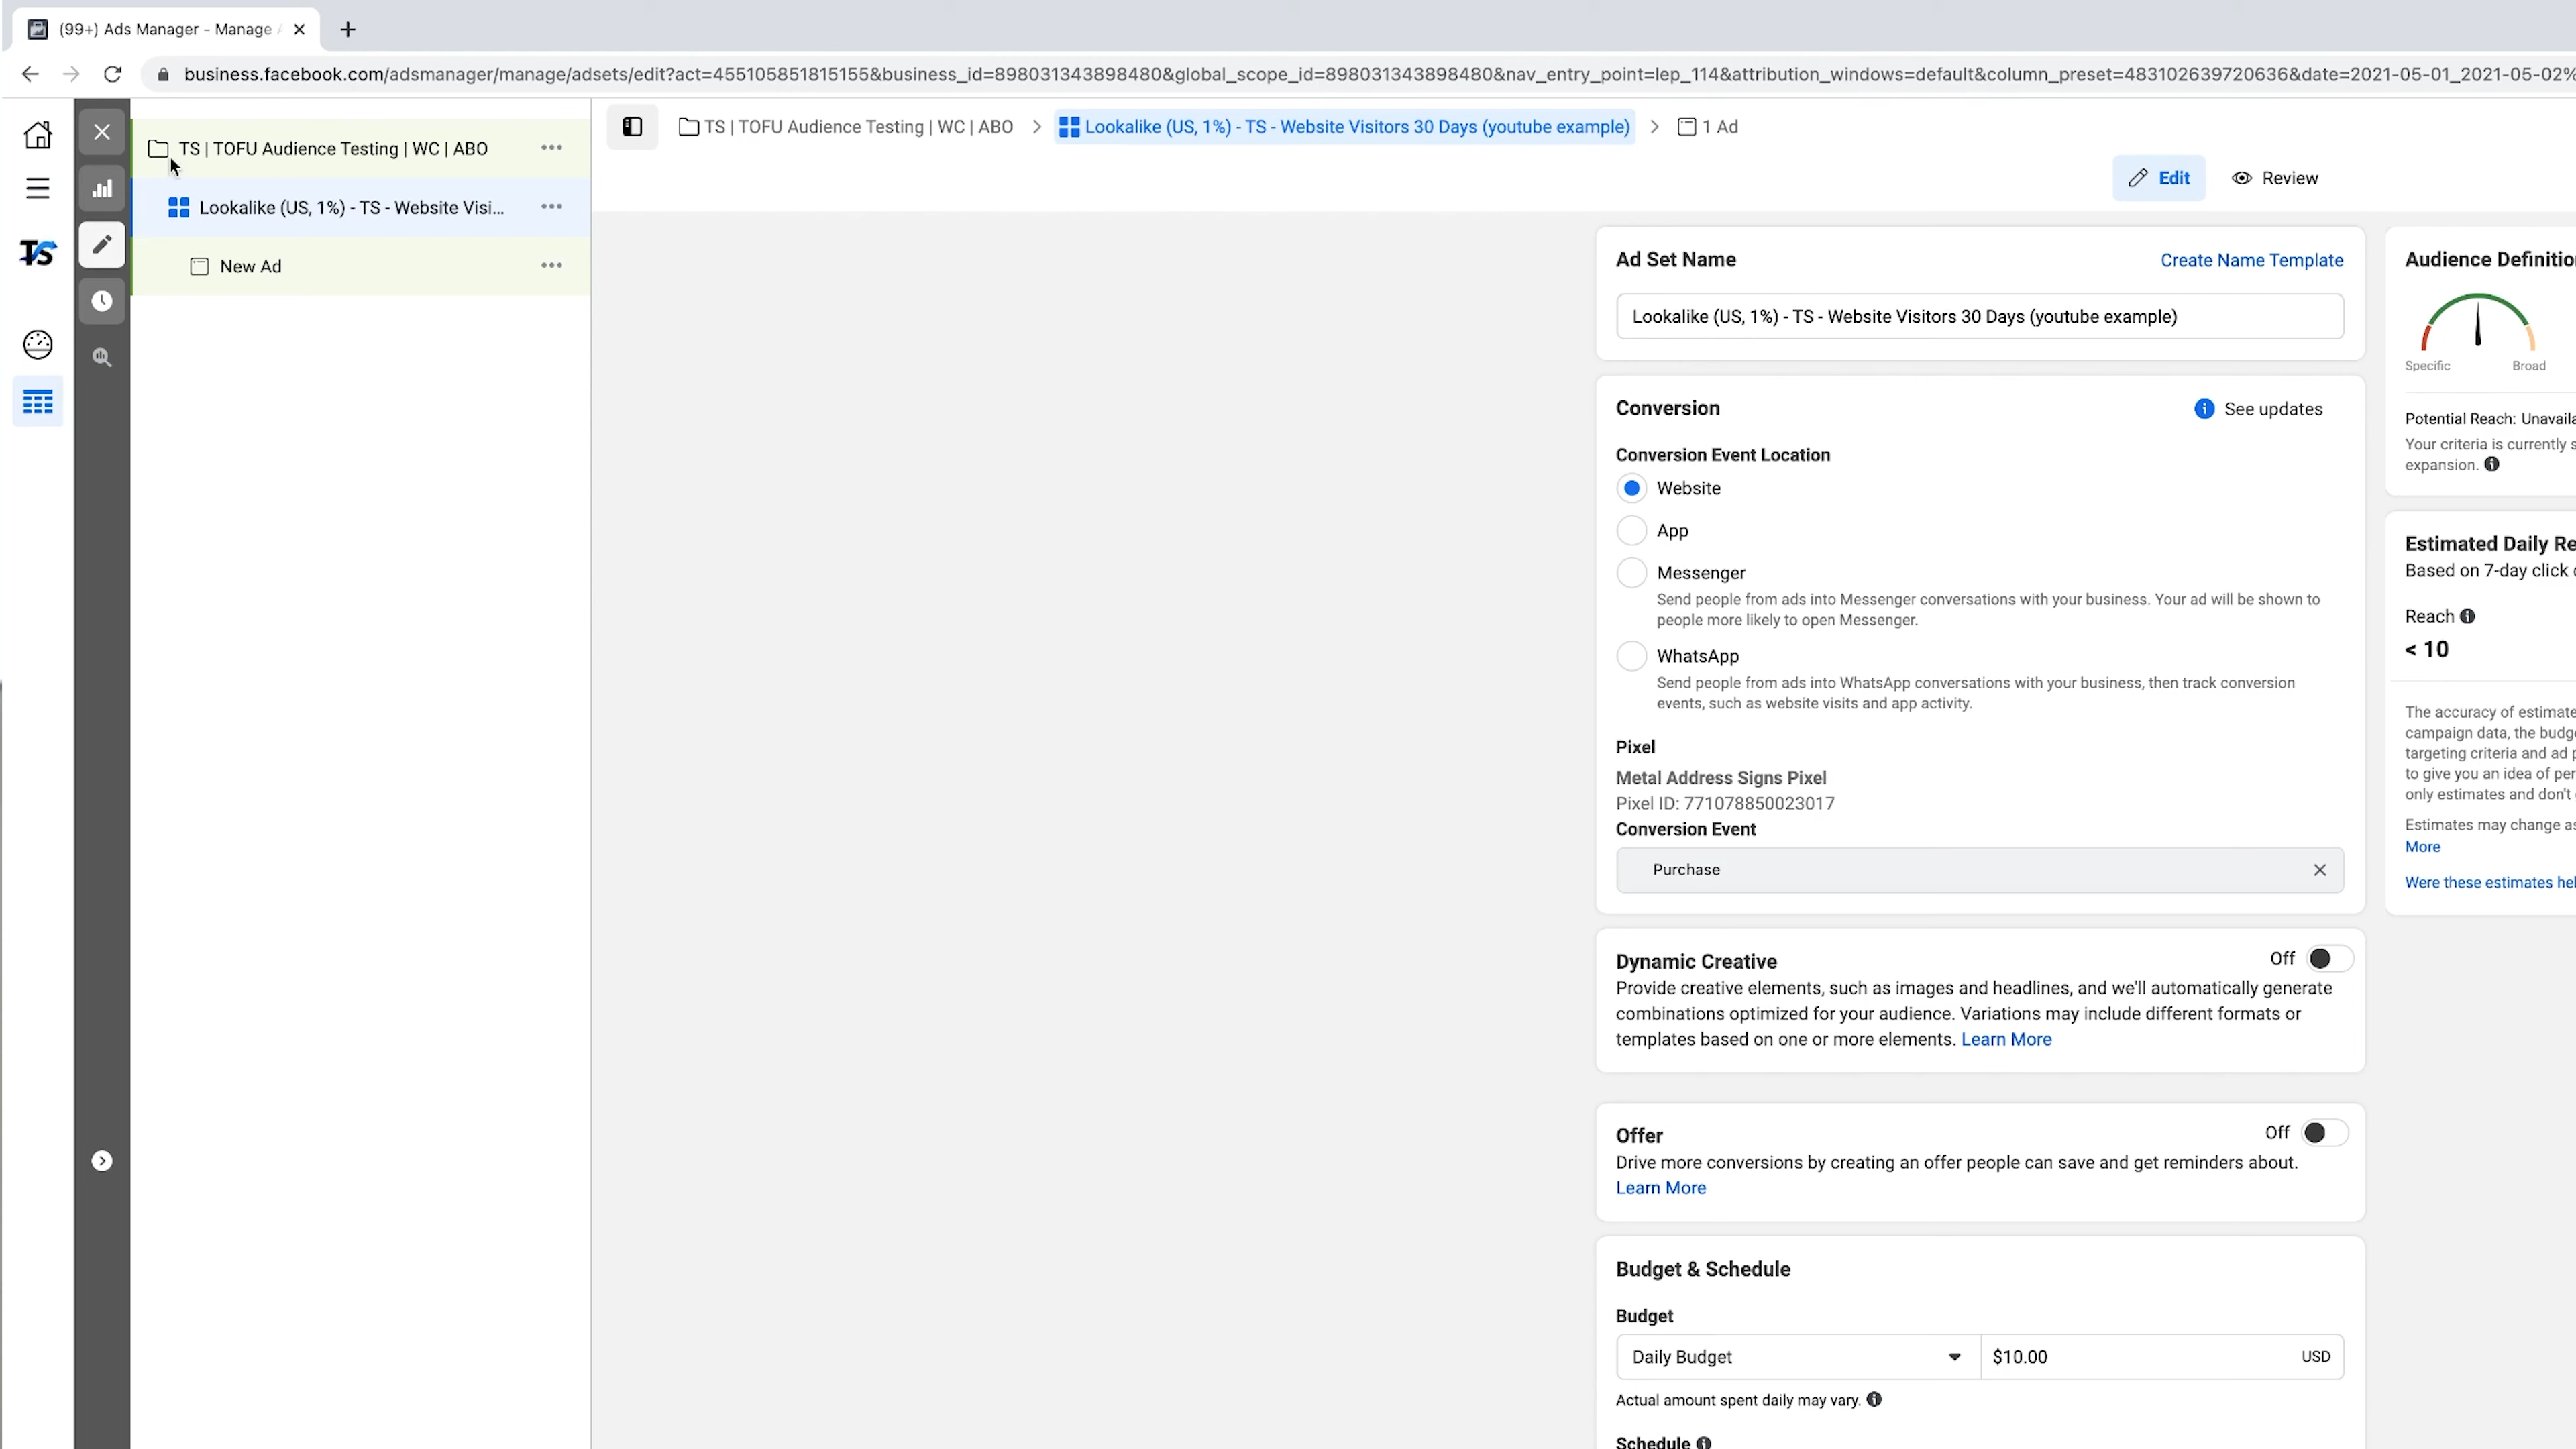 (99+) Ads Manager - Manage
business.facebook.com/adsmanager/manage/adsets/edit?act=455105851815155&business_id=898031343898480&global_scope_id=898031343898480&nav_entry_point=lep_114&attribution_windows=default&column_preset=483102639720636&date=2021-05-01_2021-05-02%
TS | TOFU Audience Testing | WC | ABO
Lookalike (US, 1%) - TS - Website Visi...
New Ad
TS
TS | TOFU Audience Testing | WC | ABO
Lookalike (US, 1%) - TS - Website Visitors 30 Days (youtube example)
1 Ad
Edit
Review
Ad Set Name
Create Name Template
Lookalike (US, 1%) - TS - Website Visitors 30 Days (youtube example)
Conversion
See updates
Conversion Event Location
Website
App
Messenger
Send people from ads into Messenger conversations with your business. Your ad will be shown to
people more likely to open Messenger.
WhatsApp
Send people from ads into WhatsApp conversations with your business, then track conversion
events, such as website visits and app activity.
Pixel
Metal Address Signs Pixel
Pixel ID: 771078850023017
Conversion Event
Purchase
Dynamic Creative
Off
Provide creative elements, such as images and headlines, and we'll automatically generate
combinations optimized for your audience. Variations may include different formats or
templates based on one or more elements. Learn More
Offer
Off
Drive more conversions by creating an offer people can save and get reminders about.
Learn More
Budget & Schedule
Budget
Daily Budget
$10.00
USD
Actual amount spent daily may vary.
Schedule
Audience Definitio
Specific
Broad
Potential Reach: Unavaila
Your criteria is currently s
expansion.
Estimated Daily Re
Based on 7-day click
Reach
< 10
The accuracy of estimate
campaign data, the budg
targeting criteria and ad p
to give you an idea of per
only estimates and don't
Estimates may change as
More
Were these estimates hel